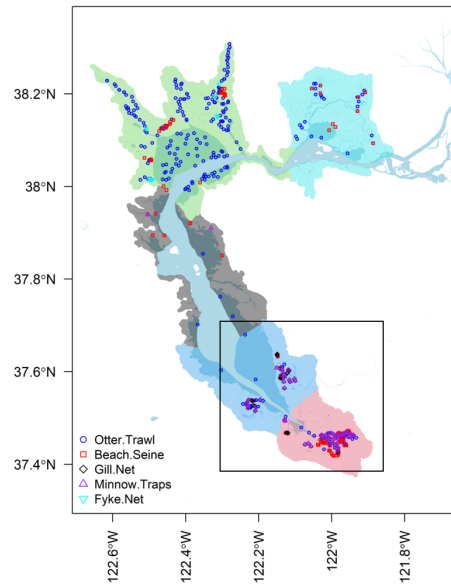 38.2°N
38°N
37.8°N
37.6°N
37.4°N
Otter.Trawl
Beach.Seine
Gill.Net
Minnow.Traps
Fyke.Net
122.6°W
122.4°W
122.2°W
122°W
121.8°W